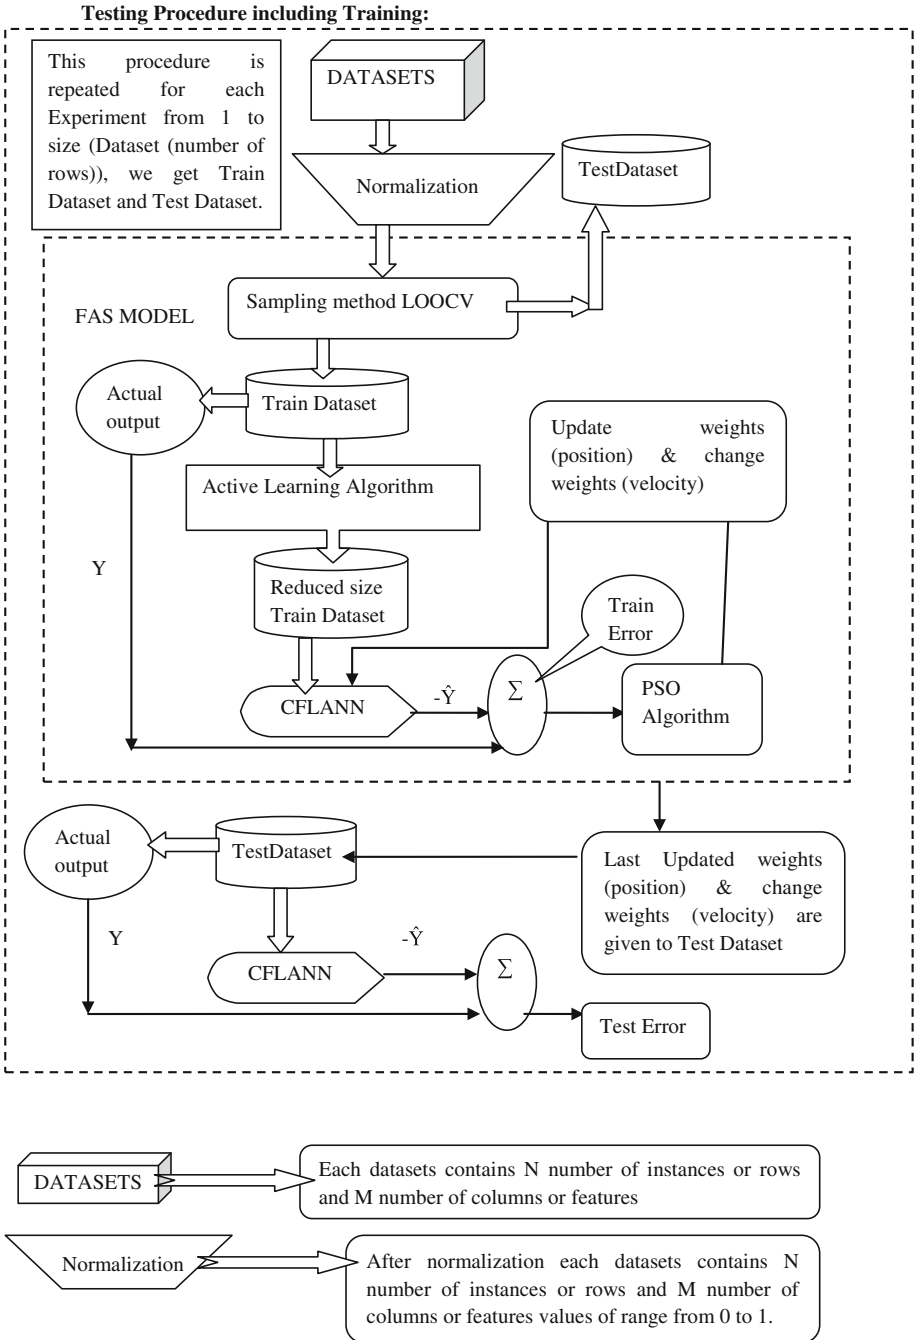 Testing Procedure including Training:
This procedure is
repeated for each
Experiment from 1 to
size (Dataset (number of
rows)), we get Train
Dataset and Test Dataset.
DATASETS
Normalization
TestDataset
Sampling method LOOCV
FAS MODEL
Actual
output
Train Dataset
Update weights
(position) & change
weights (velocity)
Active Learning Algorithm
Y
Reduced size
Train Dataset
Train
Error
CFLANN
-Ŷ
∑
PSO
Algorithm
Actual
output
TestDataset
Last Updated weights
(position) & change
weights (velocity) are
given to Test Dataset
Y
-Ŷ
CFLANN
∑
Test Error
DATASETS
Each datasets contains N number of instances or rows
and M number of columns or features
Normalization
After normalization each datasets contains N
number of instances or rows and M number of
columns or features values of range from 0 to 1.